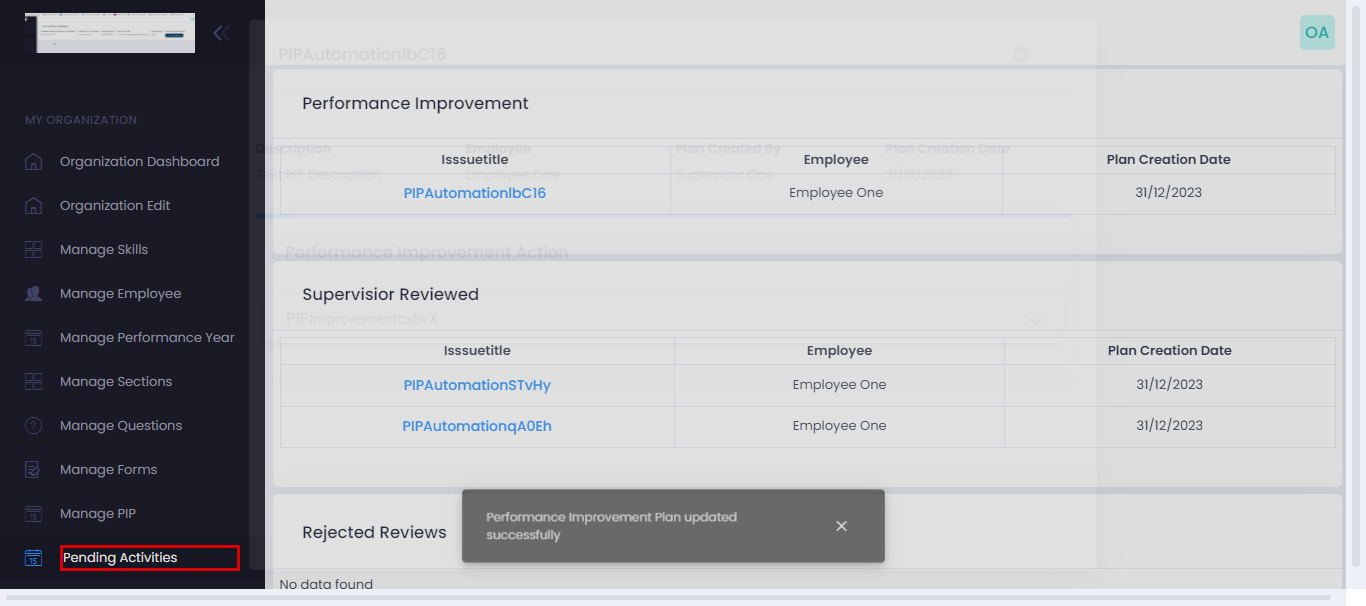 OA
MY ORGANIZATION
Organization Dashboard
Organization Edit
Manage Skills
Manage Employee
Manage Performance Year
Manage Sections
Manage Questions
Manage Forms
Manage PIP
Pending Activities
PIPAutomationIbC16
Performance Improvement
Description Employee Plan Created By Plan Creation Date
Isssuetitle Employee Plan Creation Date
Test PIP Description Employee One Supervisor One 31/12/2023
PIPAutomationIbC16 Employee One 31/12/2023
Performance Improvement Action
Supervisior Reviewed
PIPImprovementcxbvX
Isssuetitle Employee Plan Creation Date
PIPAutomationSTvHy Employee One 31/12/2023
PIPAutomationqA0Eh Employee One 31/12/2023
Rejected Reviews
No data found
Performance Improvement Plan updated
successfully